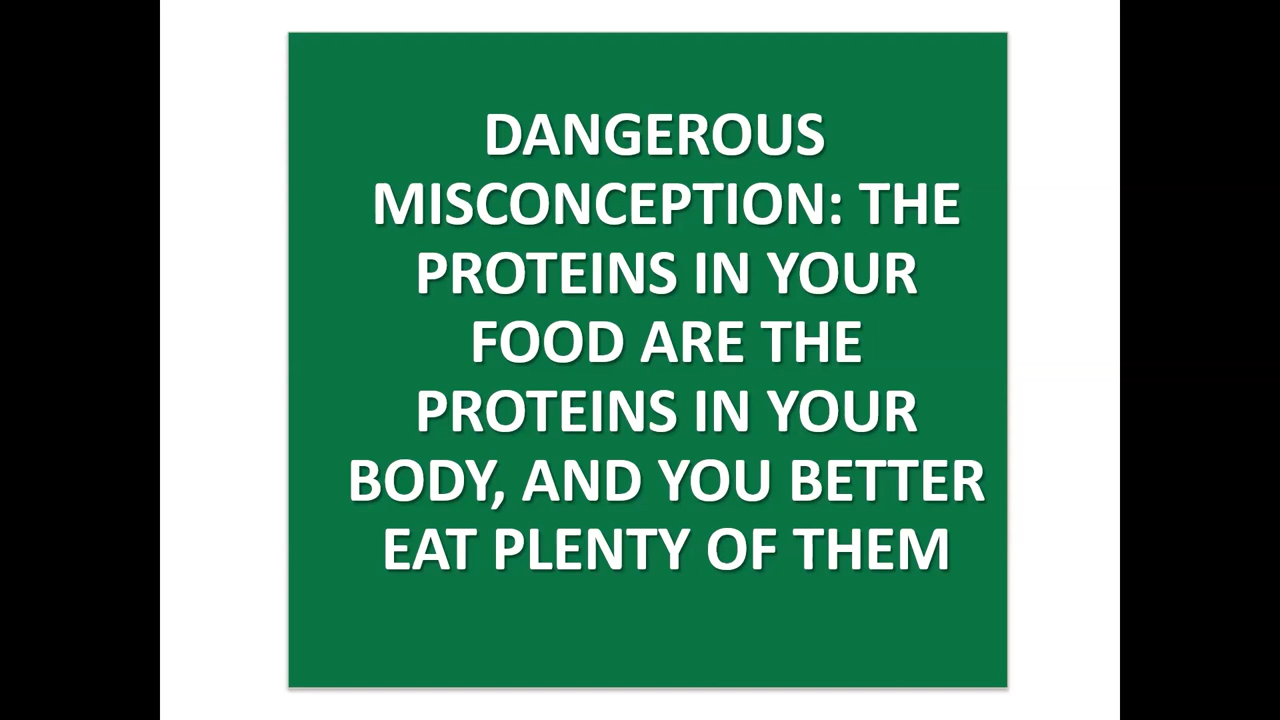 DANGEROUS
MISCONCEPTION: THE
PROTEINS IN YOUR
FOOD ARE THE
PROTEINS IN YOUR
BODY, AND YOU BETTER
EAT PLENTY OF THEM